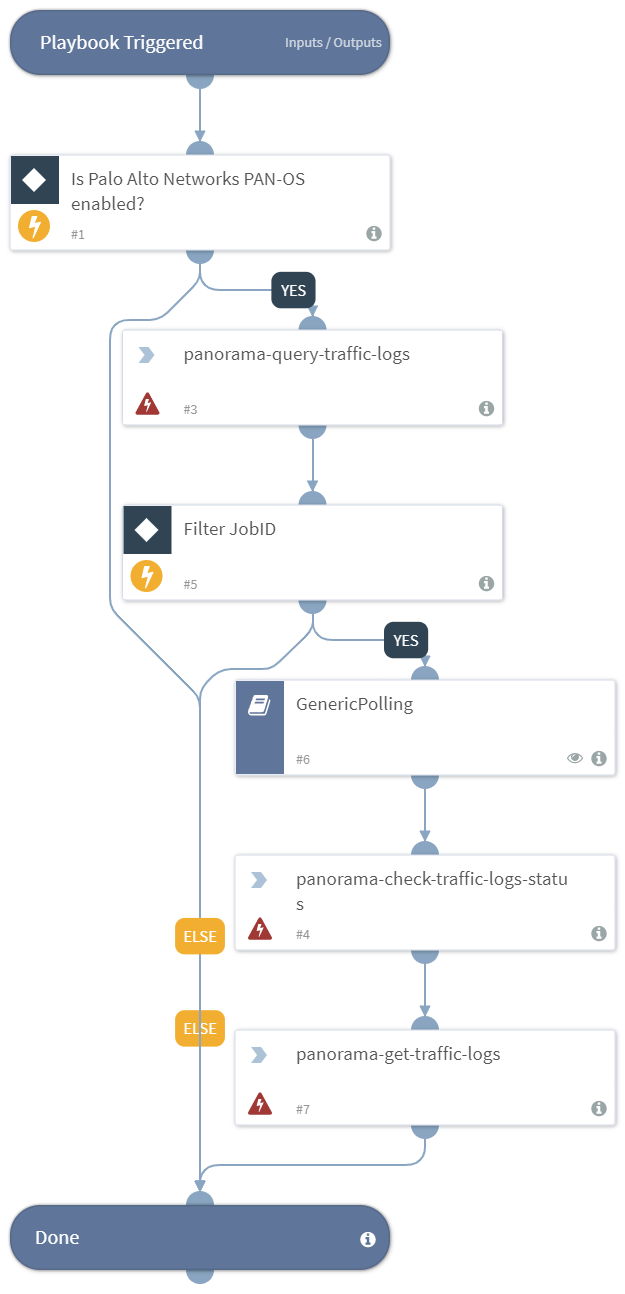 Playbook Triggered
Inputs / Outputs
Is Palo Alto Networks PAN-OS
enabled?
#1
YES
panorama-query-traffic-logs
#3
Filter JobID
#5
YES
GenericPolling
#6
panorama-check-traffic-logs-statu
s
#4
ELSE
ELSE
panorama-get-traffic-logs
#7
Done